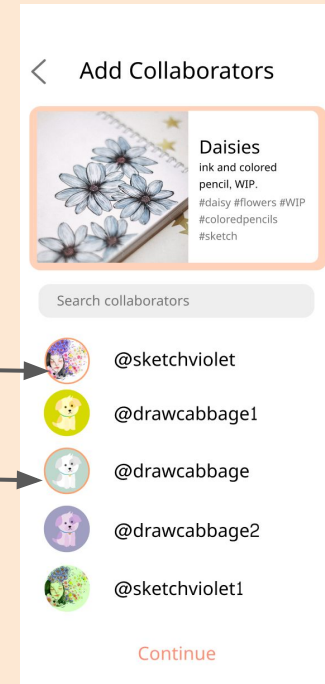 Add Collaborators
Daisies
ink and colored
pencil, WIP.
#daisy #flowers #WIP
#coloredpencils
#sketch
Search collaborators
@sketchviolet
@drawcabbage1
@drawcabbage
@drawcabbage2
@sketchviolet1
Continue